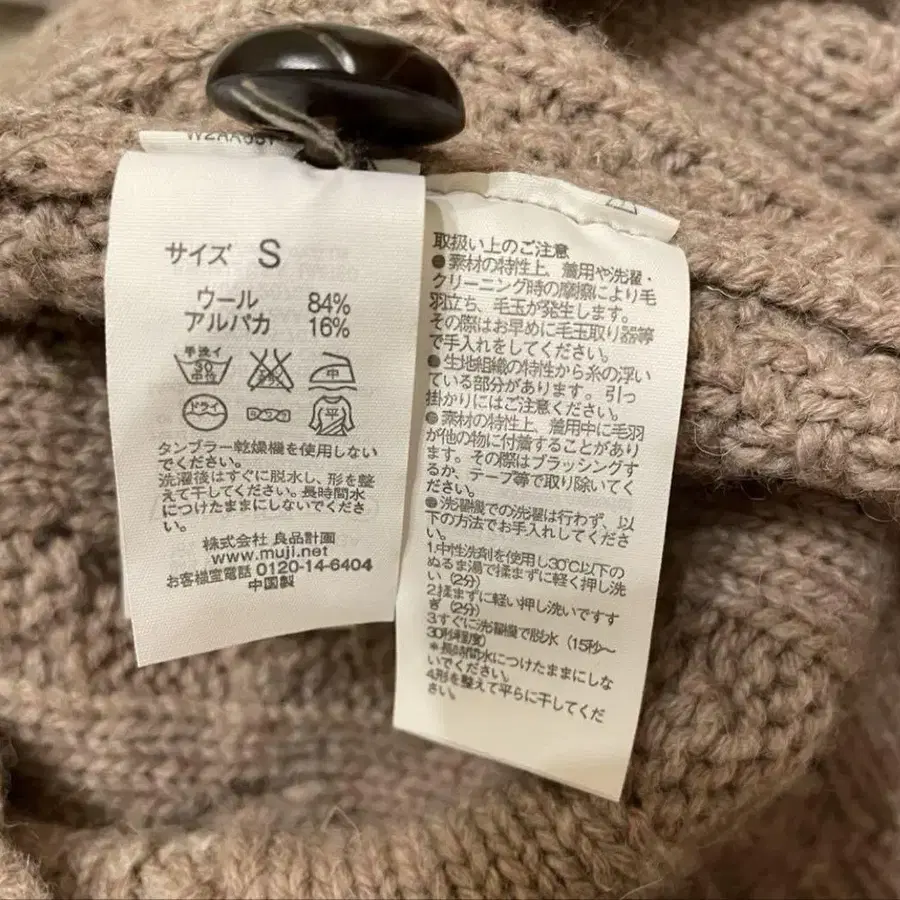 サイズ S
ウール 84%
アルパカ 16%
手洗イ
30
中性
エンソ
サラシ
中
ドライ
平
タンブラー乾燥機を使用しない
でください。
洗濯後はすぐに脱水し、形を整
えて干してください。長時間水
につけたままにしないでくださ
い。
株式会社 良品計画
www.muji.net
お客様室電話 0120-14-6404
中国製
取扱い上のご注意
●素材の特性上、着用や洗濯・
クリーニング時の摩擦により毛
羽立ち、毛玉が発生します。
その際はお早めに毛玉取り器等
で手入れをしてください。
●生地組織の特性から糸の浮い
ている部分があります。引っ
掛かりにはご注意ください。
●素材の特性上、着用中に毛羽
が他の物に付着することがあり
ます。その際はブラッシングす
るか、テープ等で取り除いてく
ださい。
●洗濯機での洗濯は行わず、以
下の方法でお手入れしてくださ
い。
1.中性洗剤を使用し30℃以下の
ぬるま湯で揉まずに軽く押し洗
い（2分）
2.揉まずに軽い押し洗いですす
ぎ（2分）
3.すぐに洗濯機で脱水（15秒～
30秒程度）
＊長時間水につけたままにしな
いでください。
4.形を整えて平らに干してくだ
さい。